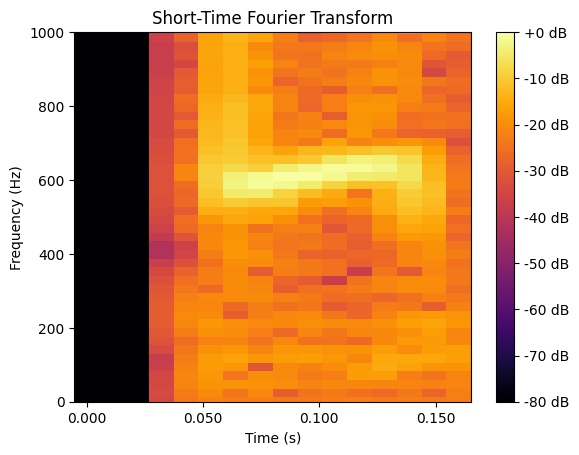 Short-Time Fourier Transform
1000
800
600
400
200
0
Frequency (Hz)
0.000
0.050
0.100
0.150
Time (s)
+0 dB
-10 dB
-20 dB
-30 dB
-40 dB
-50 dB
-60 dB
-70 dB
-80 dB